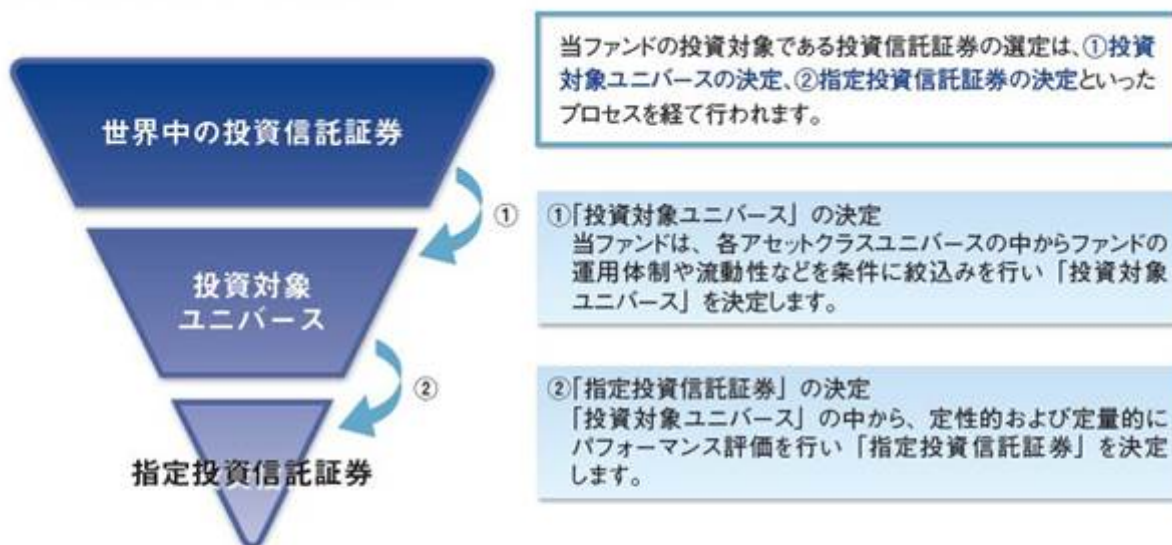 当ファンドの投資対象である投資信託証券の選定は、①投資
対象ユニバースの決定、②指定投資信託証券の決定といった
プロセスを経て行われます。
世界中の投資信託証券
①
投資対象
ユニバース
②
指定投資信託証券
①「投資対象ユニバース」の決定
当ファンドは、各アセットクラスユニバースの中からファンドの
運用体制や流動性などを条件に絞込みを行い「投資対象
ユニバース」を決定します。
②「指定投資信託証券」の決定
「投資対象ユニバース」の中から、定性的および定量的に
パフォーマンス評価を行い「指定投資信託証券」を決定
します。